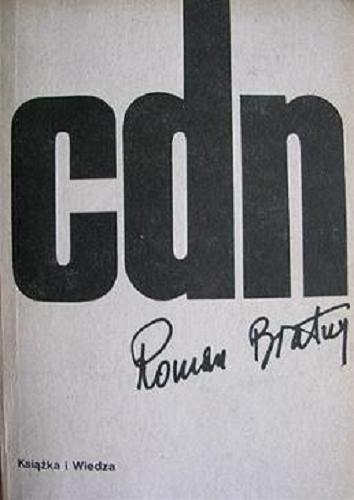 cdn
Roman Bratny
Książka i Wiedza